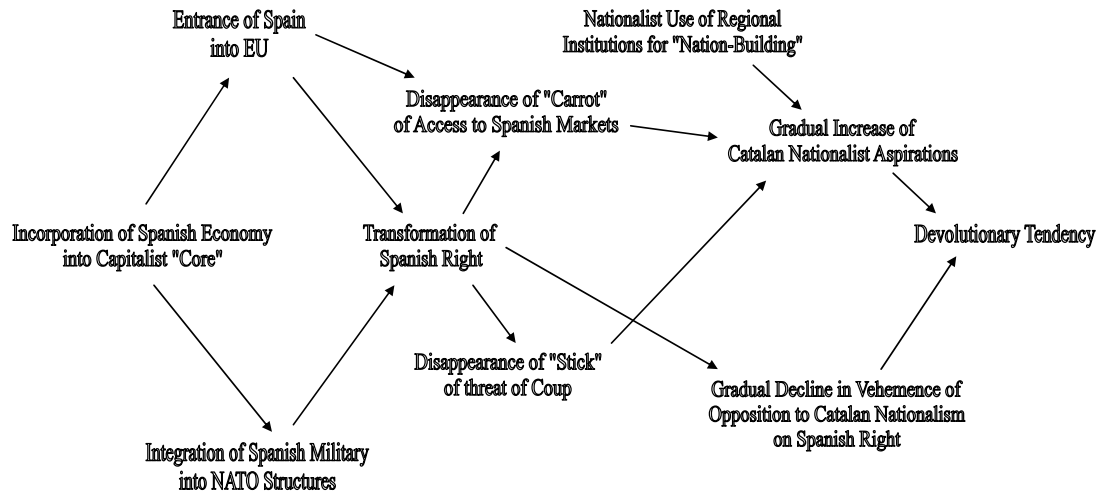 Entrance of Spain
into EU
Nationalist Use of Regional
Institutions for "Nation-Building"
Disappearance of "Carrot"
of Access to Spanish Markets
Gradual Increase of
Catalan Nationalist Aspirations
Incorporation of Spanish Economy
into Capitalist "Core"
Transformation of
Spanish Right
Devolutionary Tendency
Disappearance of "Stick"
of threat of Coup
Gradual Decline in Vehemence of
Opposition to Catalan Nationalism
on Spanish Right
Integration of Spanish Military
into NATO Structures